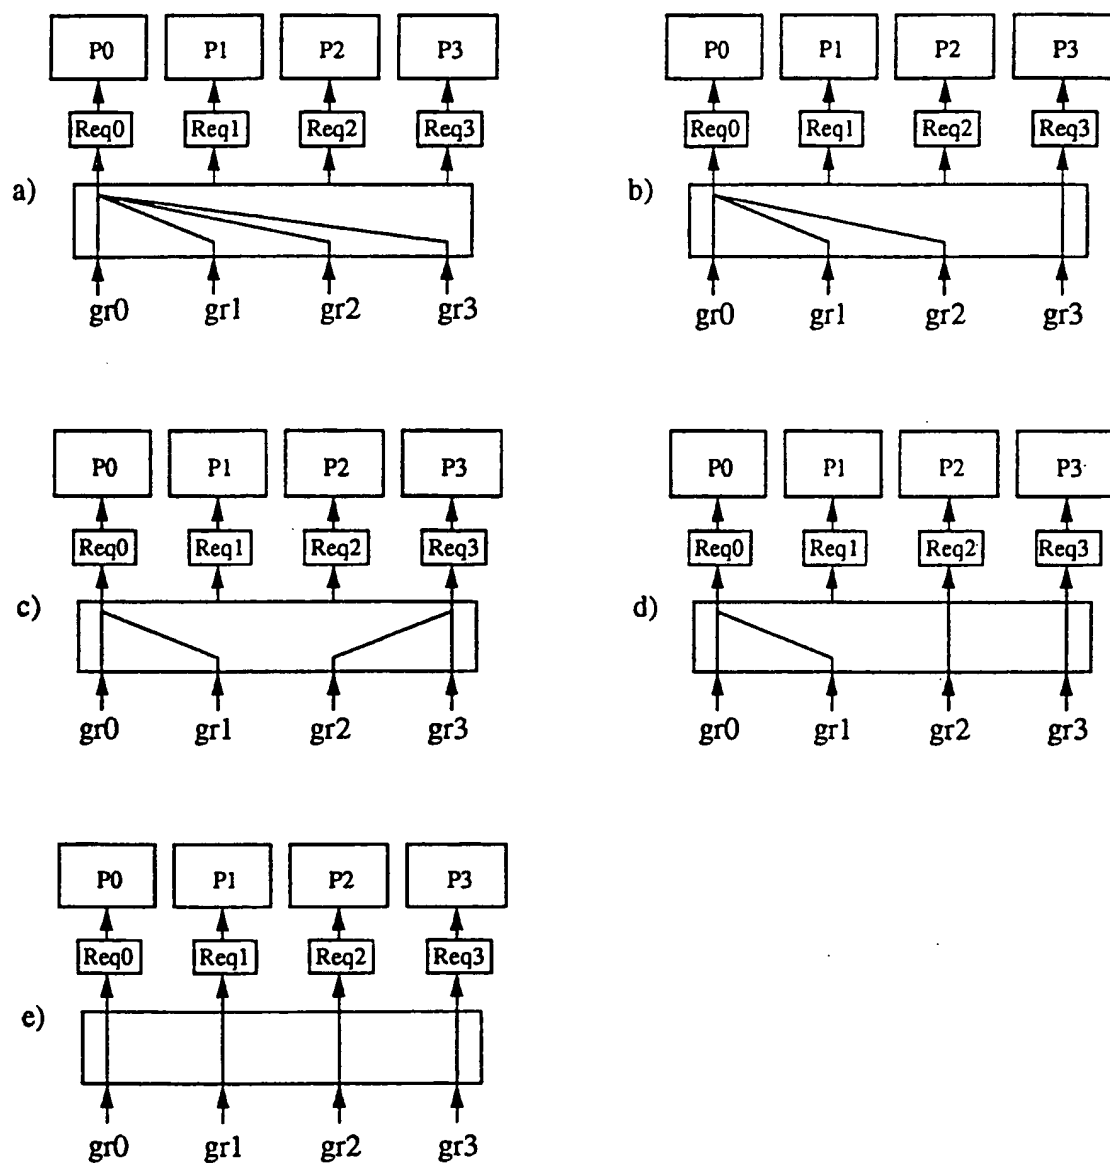 P0 P1 P2 P3
Req0 Req1 Req2 Req3
a)
gr0 gr1 gr2 gr3
P0 P1 P2 P3
Req0 Req1 Req2 Req3
b)
gr0 gr1 gr2 gr3
P0 P1 P2 P3
Req0 Req1 Req2 Req3
c)
gr0 gr1 gr2 gr3
P0 P1 P2 P3
Req0 Req1 Req2 Req3
d)
gr0 gr1 gr2 gr3
P0 P1 P2 P3
Req0 Req1 Req2 Req3
e)
gr0 gr1 gr2 gr3